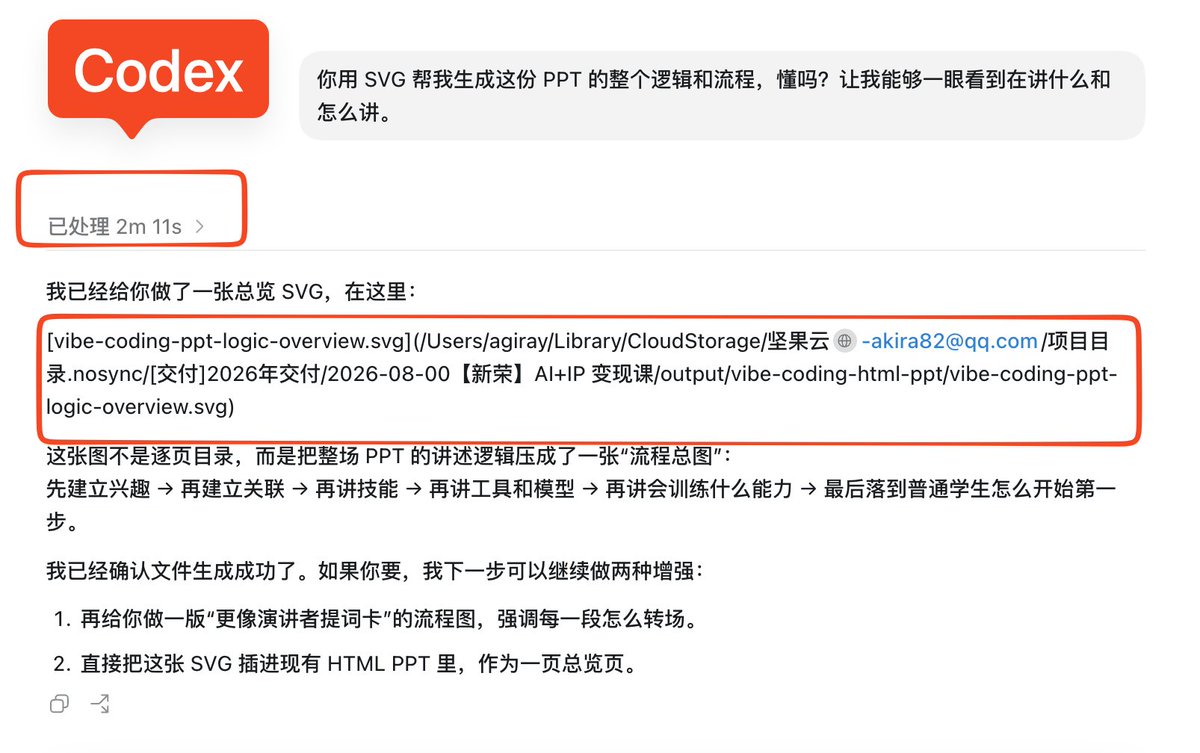 Codex
你用 SVG 帮我生成这份 PPT 的整个逻辑和流程，懂吗？让我能够一眼看到在讲什么和
怎么讲。
已处理 2m 11s >
我已经给你做了一张总览 SVG，在这里：
[vibe-coding-ppt-logic-overview.svg](/Users/agiray/Library/CloudStorage/坚果云-akira82@qq.com/项目目
录.nosync/[交付]2026年交付/2026-08-00【新荣】AI+IP 变现课/output/vibe-coding-html-ppt/vibe-coding-ppt-
logic-overview.svg)
这张图不是逐页目录，而是把整场 PPT 的讲述逻辑压成了一张“流程总图”：
先建立兴趣 → 再建立关联 → 再讲技能 → 再讲工具和模型 → 再讲会训练什么能力 → 最后落到普通学生怎么开始第一
步。
我已经确认文件生成成功了。如果你要，我下一步可以继续做两种增强：
1. 再给你做一版“更像演讲者提词卡”的流程图，强调每一段怎么转场。
2. 直接把这张 SVG 插进现有 HTML PPT 里，作为一页总览页。